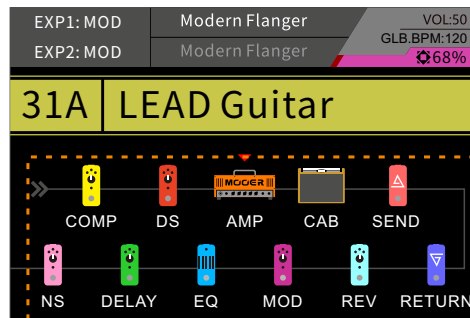 EXP1: MOD
Modern Flanger
VOL:50
EXP2: MOD
Modern Flanger
GLB.BPM:120
68%
31A LEAD Guitar
MOOER
COMP DS AMP CAB SEND
NS DELAY EQ MOD REV RETURN